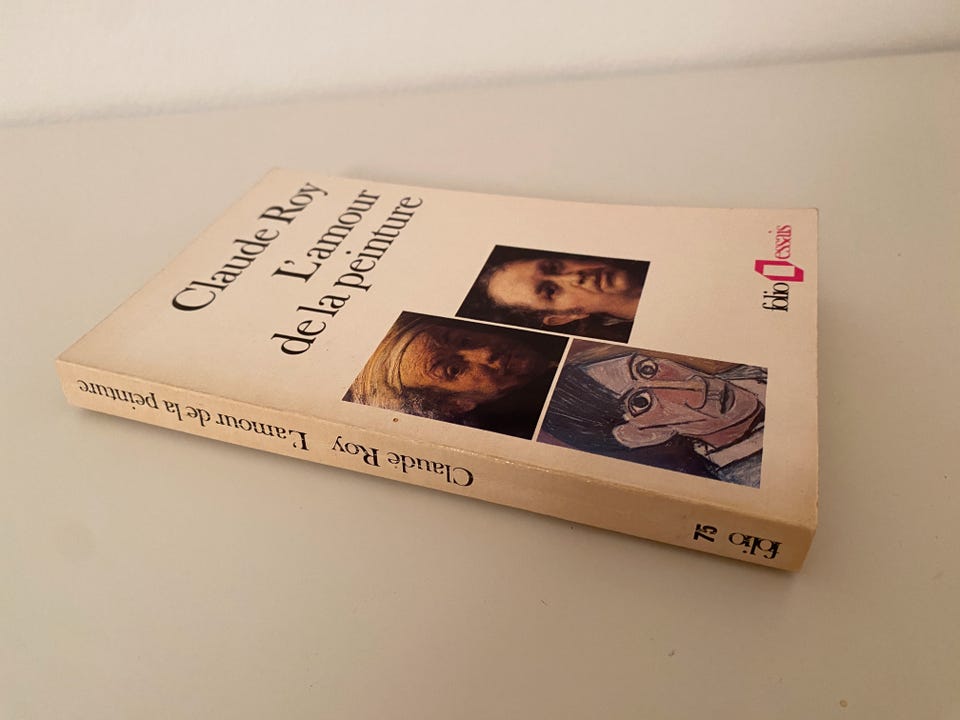 Claude Roy
L'amour
de la peinture
folio essais
Claude Roy L'amour de la peinture
75
folio